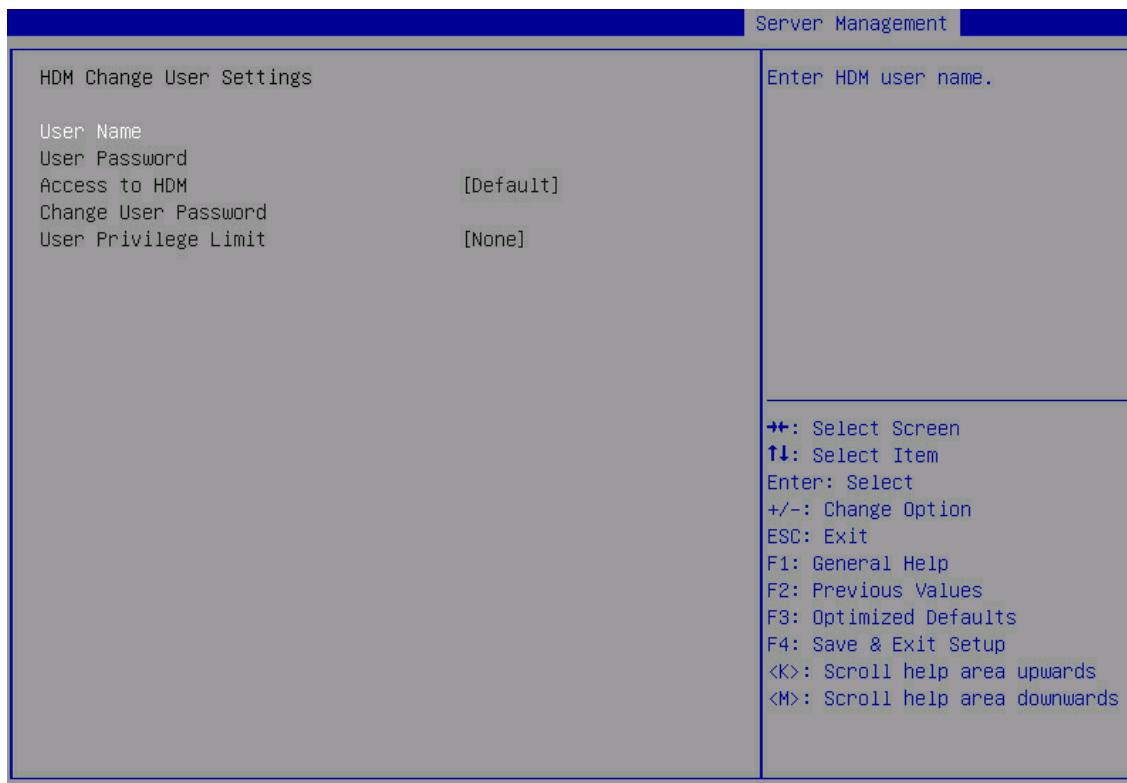 Server Management
HDM Change User Settings
User Name
User Password
Access to HDM [Default]
Change User Password
User Privilege Limit [None]
Enter HDM user name.
→←: Select Screen
↑↓: Select Item
Enter: Select
+/-: Change Option
ESC: Exit
F1: General Help
F2: Previous Values
F3: Optimized Defaults
F4: Save & Exit Setup
<K>: Scroll help area upwards
<M>: Scroll help area downwards